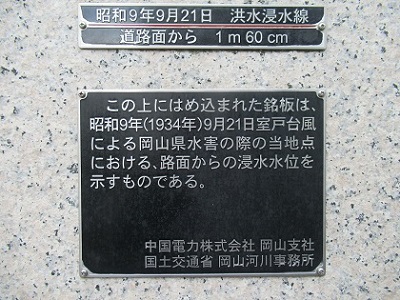 昭和9年9月21日 洪水浸水線
道路面から 1m60cm
この上にはめ込まれた銘板は、
昭和9年(1934年)9月21日室戸台風
による岡山県水害の際の当地点
における、路面からの浸水水位を
示すものである。
中国電力株式会社 岡山支社
国土交通省 岡山河川事務所